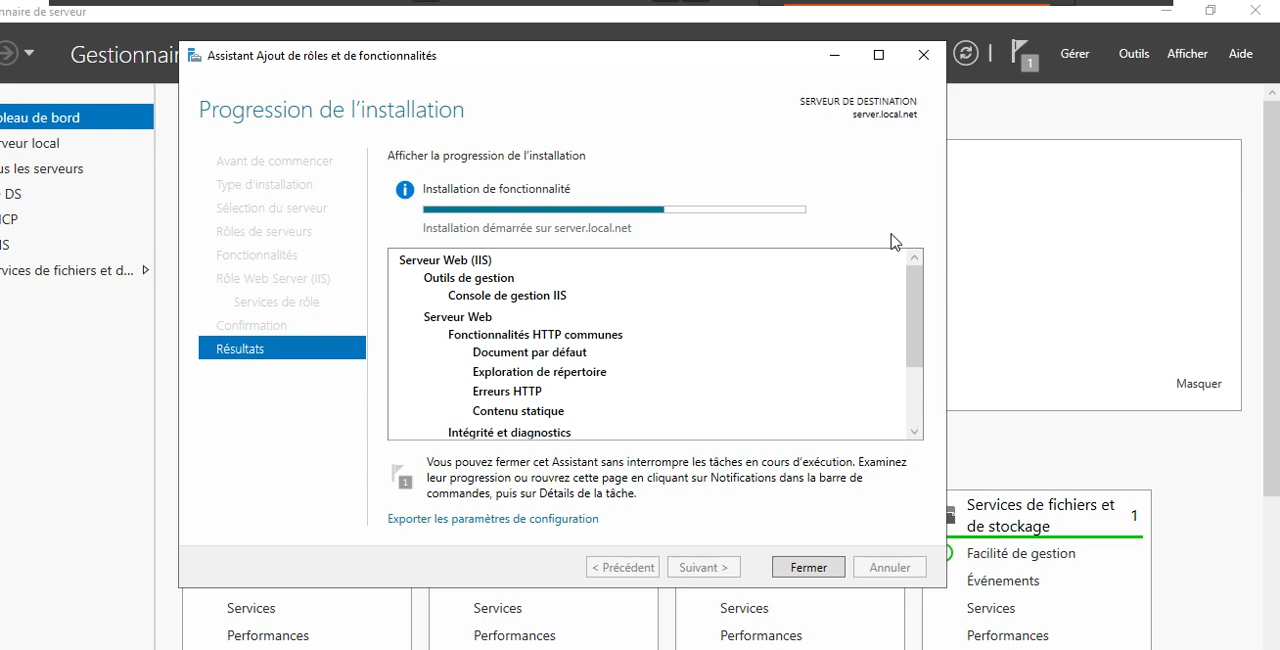 nnaire de serveur
Gestionnair
1
Gérer
Outils
Afficher
Aide
Assistant Ajout de rôles et de fonctionnalités
Progression de l'installation
SERVEUR DE DESTINATION
server.local.net
bleau de bord
rveur local
us les serveurs
DS
CP
S
rvices de fichiers et d...
Avant de commencer
Type d'installation
Sélection du serveur
Rôles de serveurs
Fonctionnalités
Rôle Web Server (IIS)
Services de rôle
Confirmation
Résultats
Afficher la progression de l'installation
Installation de fonctionnalité
Installation démarrée sur server.local.net
Serveur Web (IIS)
Outils de gestion
Console de gestion IIS
Serveur Web
Fonctionnalités HTTP communes
Document par défaut
Exploration de répertoire
Erreurs HTTP
Contenu statique
Intégrité et diagnostics
1
Vous pouvez fermer cet Assistant sans interrompre les tâches en cours d'exécution. Examinez
leur progression ou rouvrez cette page en cliquant sur Notifications dans la barre de
commandes, puis sur Détails de la tâche.
Exporter les paramètres de configuration
< Précédent
Suivant >
Fermer
Annuler
Masquer
Services de fichiers et
de stockage
1
Facilité de gestion
Événements
Services
Services
Services
Services
Performances
Performances
Performances
Performances